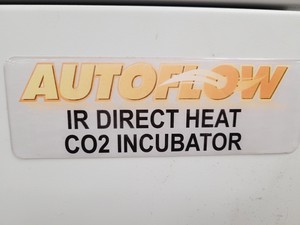 AUTOFLOW
IR DIRECT HEAT
CO2 INCUBATOR